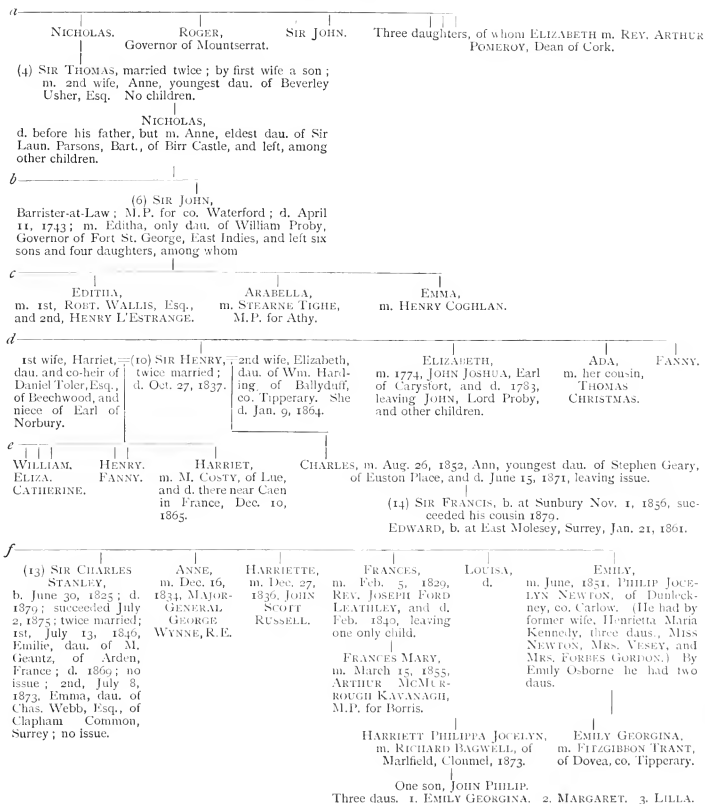 a
NICHOLAS.
ROGER,
Governor of Mountserrat.
SIR JOHN.
Three daughters, of whom ELIZABETH m. REV. ARTHUR
POMEROY, Dean of Cork.
(4) SIR THOMAS, married twice; by first wife a son;
m. 2nd wife, Anne, youngest dau. of Beverley
Usher, Esq. No children.
NICHOLAS,
d. before his father, but m. Anne, eldest dau. of Sir
Laun. Parsons, Bart., of Birr Castle, and left, among
other children.
b
(6) SIR JOHN,
Barrister-at-Law; M.P. for co. Waterford; d. April
11, 1743; m. Editha, only dau. of William Proby,
Governor of Fort St. George, East Indies, and left six
sons and four daughters, among whom
c
EDITHA,
m. 1st, ROBT. WALLIS, Esq.,
and 2nd, HENRY L'ESTRANGE.
ARABELLA,
m. STEARNE TIGHE,
M.P. for Athy.
EMMA,
m. HENRY COGHLAN.
d
1st wife, Harriet,
dau. and co-heir of
Daniel Toler, Esq.,
of Beechwood, and
niece of Earl of
Norbury.
(10) SIR HENRY,
twice married;
d. Oct. 27, 1837.
2nd wife, Elizabeth,
dau. of Wm. Hard-
ing, of Ballyduff,
co. Tipperary. She
d. Jan. 9, 1864.
ELIZABETH,
m. 1774, JOHN JOSHUA, Earl
of Carysfort, and d. 1783,
leaving JOHN, Lord Proby,
and other children.
ADA,
m. her cousin,
THOMAS
CHRISTMAS.
FANNY.
e
WILLIAM.
ELIZA.
CATHERINE.
HENRY.
FANNY.
HARRIET,
m. M. COSTY, of Lue,
and d. there near Caen
in France, Dec. 10,
1865.
CHARLES, m. Aug. 26, 1852, Ann, youngest dau. of Stephen Geary,
of Euston Place, and d. June 15, 1871, leaving issue.
(14) SIR FRANCIS, b. at Sunbury Nov. 1, 1856, suc-
ceeded his cousin 1879.
EDWARD, b. at East Molesey, Surrey, Jan. 21, 1861.
f
(13) SIR CHARLES
STANLEY,
b. June 30, 1825; d.
1879; succeeded July
2, 1875; twice married;
1st, July 13, 1846,
Emilie, dau. of M.
Geantz, of Arden,
France; d. 1869; no
issue; 2nd, July 8,
1873, Emma, dau. of
Chas. Webb, Esq., of
Clapham Common,
Surrey; no issue.
ANNE,
m. Dec. 16,
1834, MAJOR-
GENERAL
GEORGE
WYNNE, R.E.
HARRIETTE,
m. Dec. 27,
1836, JOHN
SCOTT
RUSSELL.
FRANCES,
m. Feb. 5, 1829,
REV. JOSEPH FORD
LEATHLEY, and d.
Feb. 1840, leaving
one only child.
FRANCES MARY,
m. March 15, 1855,
ARTHUR MCMUR-
ROUGH KAVANAGH,
M.P. for Borris.
LOUISA,
d.
EMILY,
m. June, 1851, PHILIP JOCE-
LYN NEWTON, of Dunleck-
ney, co. Carlow. (He had by
former wife, Henrietta Maria
Kennedy, three daus., MISS
NEWTON, MRS. VESEY, and
MRS. FORBES GORDON.) By
Emily Osborne he had two
daus.
HARRIETT PHILIPPA JOCELYN,
m. RICHARD BAGWELL, of
Marlfield, Clonmel, 1873.
EMILY GEORGINA,
m. FITZGIBBON TRANT,
of Dovea, co. Tipperary.
One son, JOHN PHILIP.
Three daus. 1. EMILY GEORGINA. 2. MARGARET. 3. LILLA.